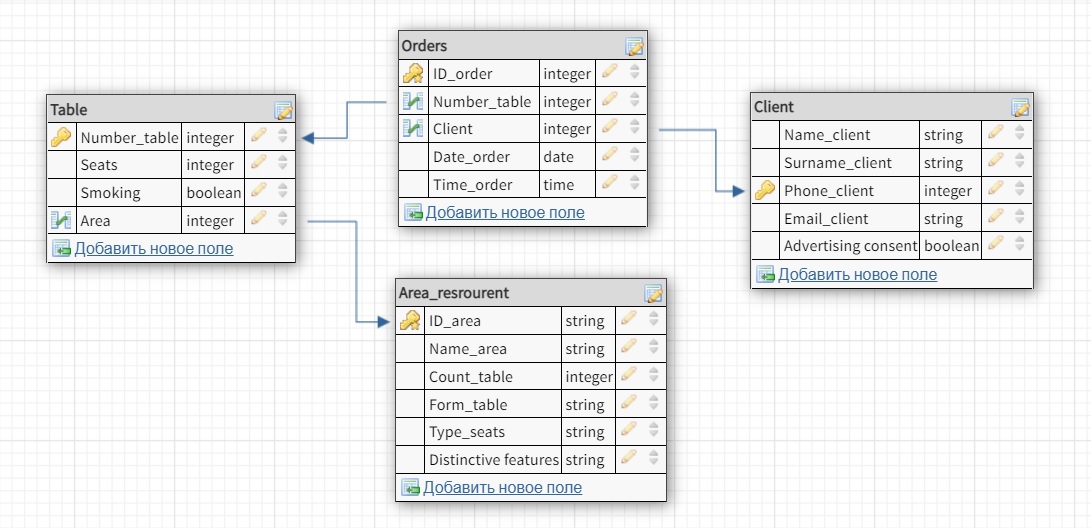 Orders
ID_order integer
Number_table integer
Client integer
Date_order date
Time_order time
Добавить новое поле
Table
Number_table integer
Seats integer
Smoking boolean
Area integer
Добавить новое поле
Client
Name_client string
Surname_client string
Phone_client integer
Email_client string
Advertising consent boolean
Добавить новое поле
Area_resrourent
ID_area string
Name_area string
Count_table integer
Form_table string
Type_seats string
Distinctive features string
Добавить новое поле